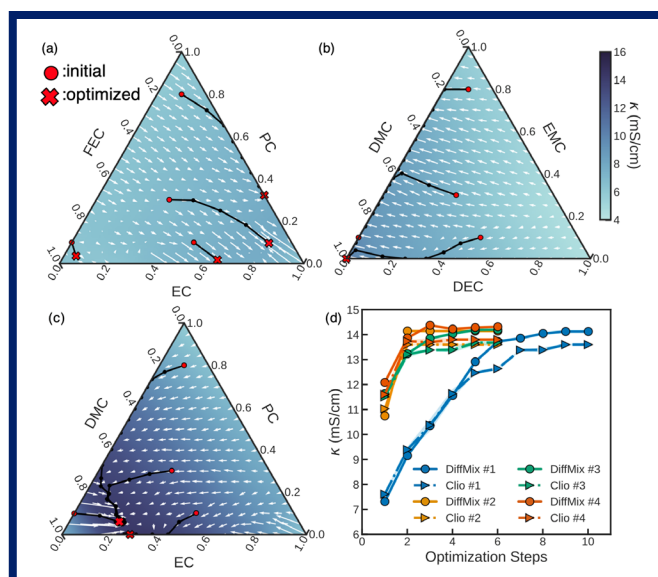 (a)
:initial
:optimized
FEC
PC
EC
0.0
0.2
0.4
0.6
0.8
1.0
1.0
0.8
0.6
0.4
0.2
0.0
0.2
0.4
0.6
0.8
1.0
(b)
DMC
EMC
DEC
0.0
0.2
0.4
0.6
0.8
1.0
1.0
0.8
0.6
0.4
0.2
0.0
0.2
0.4
0.6
0.8
1.0
16
14
12
10
8
6
4
κ (mS/cm)
(c)
DMC
PC
EC
0.0
0.2
0.4
0.6
0.8
1.0
1.0
0.8
0.6
0.4
0.2
0.0
0.2
0.4
0.6
0.8
1.0
(d)
15
14
13
12
11
10
9
8
7
6
κ (mS/cm)
DiffMix #1
Clio #1
DiffMix #2
Clio #2
DiffMix #3
Clio #3
DiffMix #4
Clio #4
0
2
4
6
8
10
Optimization Steps